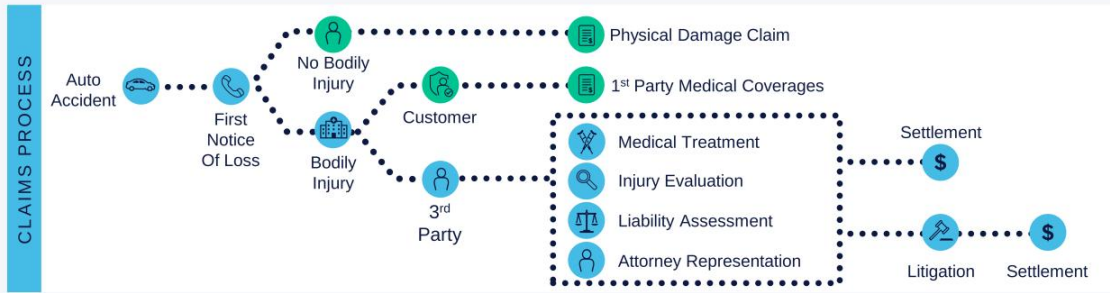 CLAIMS PROCESS
Auto
Accident
First
Notice
Of Loss
No Bodily
Injury
Physical Damage Claim
Bodily
Injury
Customer
1st Party Medical Coverages
3rd
Party
Medical Treatment
Injury Evaluation
Liability Assessment
Attorney Representation
Settlement
$
Litigation
$
Settlement